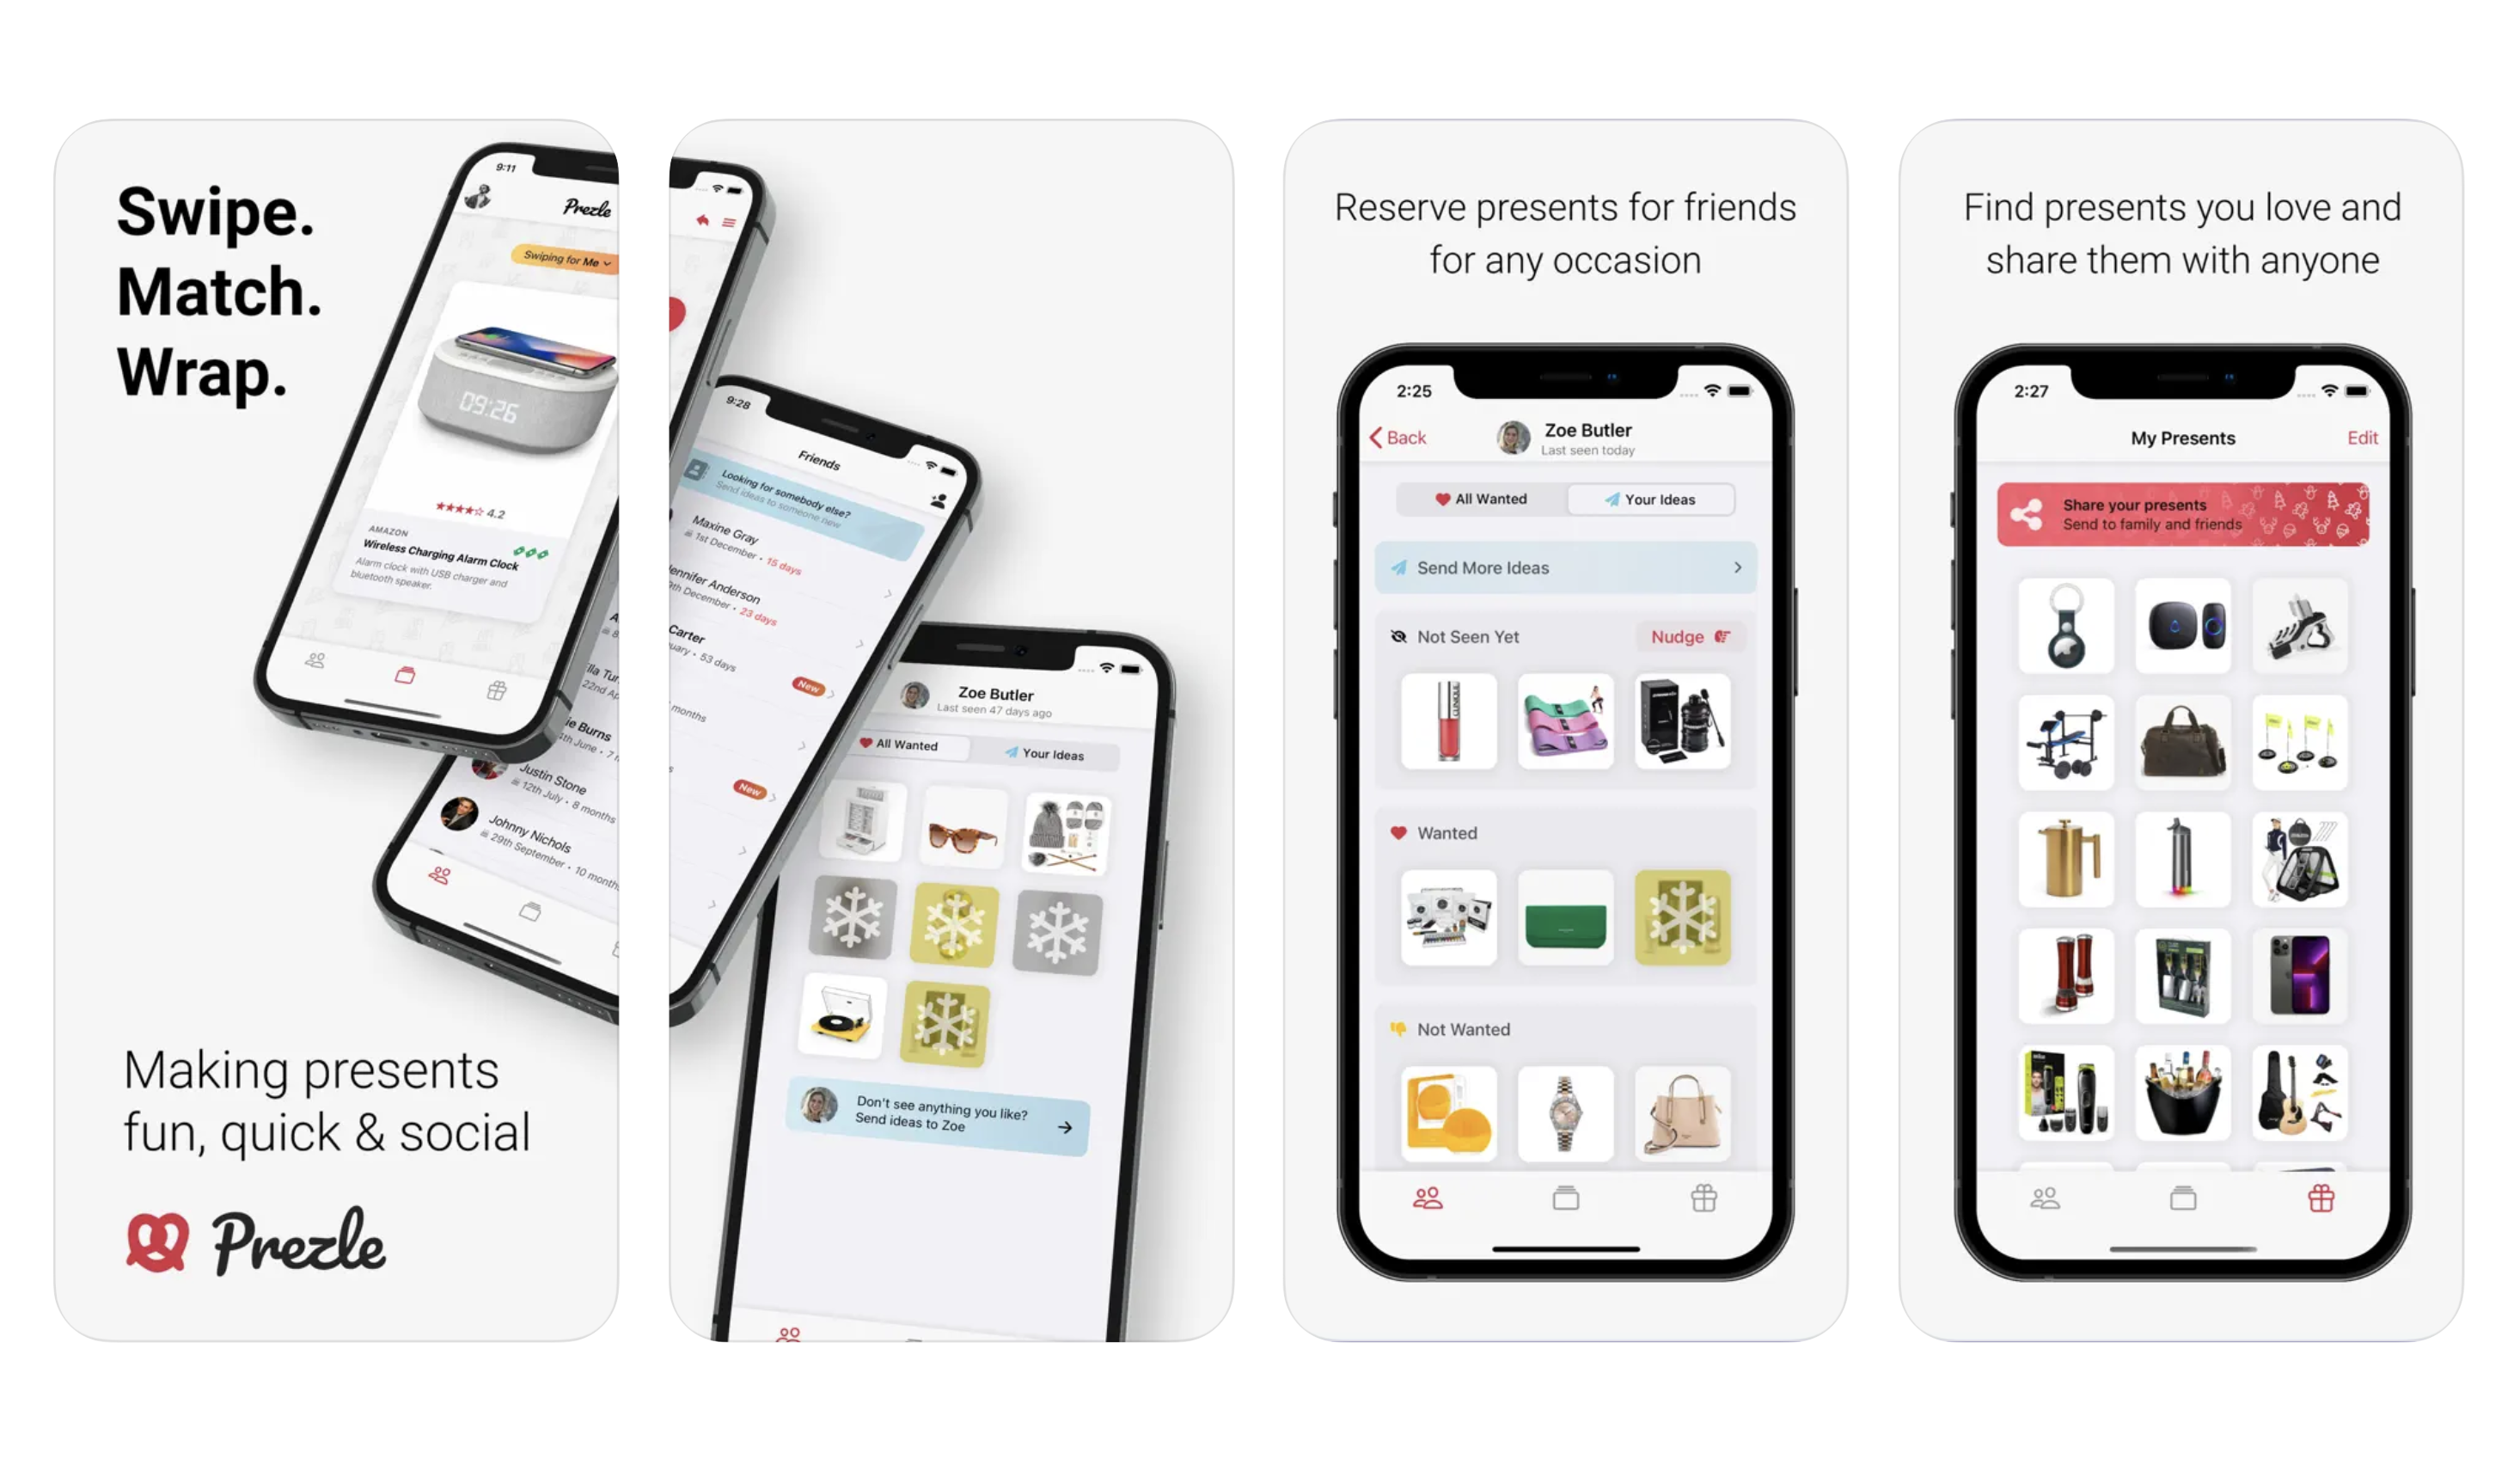 Swipe.
Match.
Wrap.
9:11
Prezle
Swiping for Me
09:26
4.2
AMAZON
Wireless Charging Alarm Clock
Alarm clock with USB charger and
bluetooth speaker.
Justin Stone
12th July • 8 months
Johnny Nichols
29th September • 10 month
Making presents
fun, quick & social
Prezle
9:28
Friends
Looking for somebody else?
Send ideas to someone new
Maxine Gray
1st December • 15 days
ennifer Anderson
th December • 23 days
Carter
uary • 53 days
New
months
New
Zoe Butler
Last seen 47 days ago
All Wanted
Your Ideas
Don't see anything you like?
Send ideas to Zoe
Reserve presents for friends
for any occasion
2:25
Back
Zoe Butler
Last seen today
All Wanted
Your Ideas
Send More Ideas
Not Seen Yet
Nudge
CLINIQUE
Wanted
Not Wanted
Find presents you love and
share them with anyone
2:27
My Presents
Edit
Share your presents
Send to family and friends